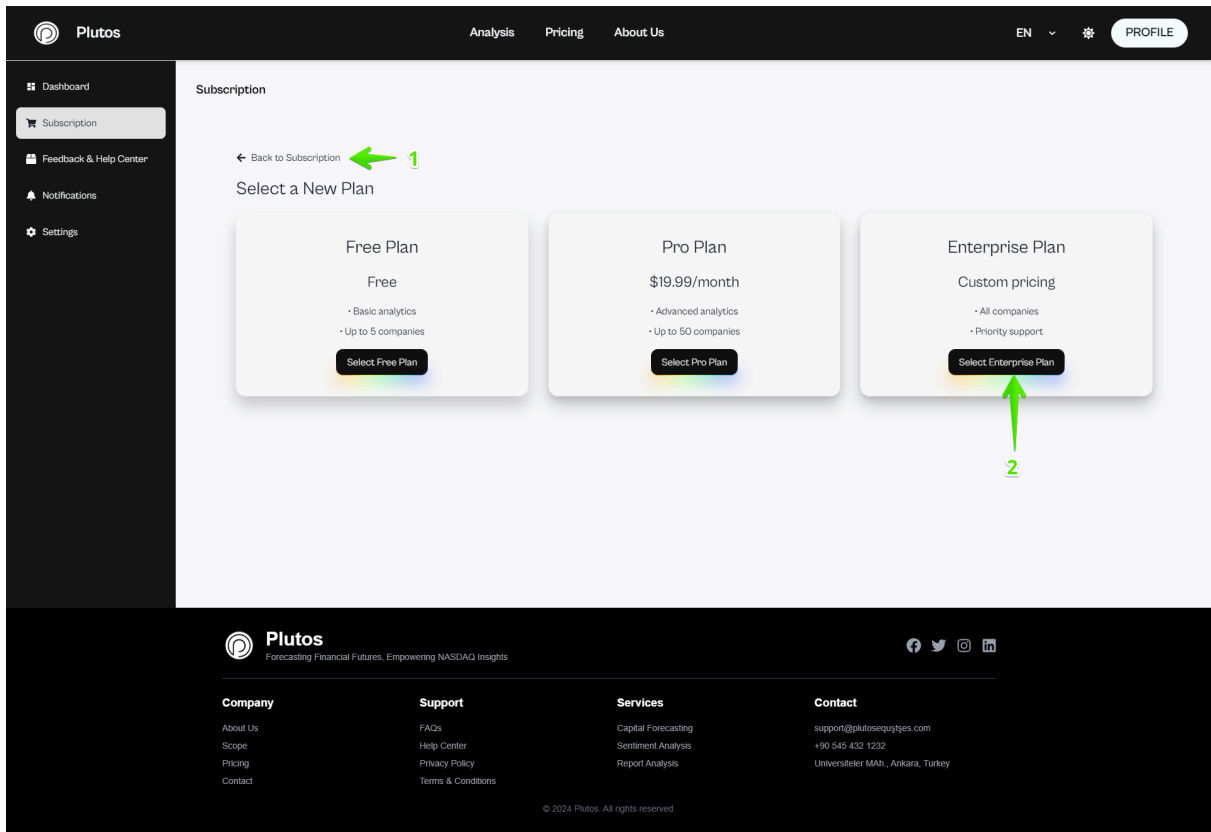 Plutos
Analysis Pricing About Us
EN
PROFILE
Dashboard
Subscription
Feedback & Help Center
Notifications
Settings
Subscription
Back to Subscription
1
Select a New Plan
Free Plan
Free
• Basic analytics
• Up to 5 companies
Select Free Plan
Pro Plan
$19.99/month
• Advanced analytics
• Up to 50 companies
Select Pro Plan
Enterprise Plan
Custom pricing
• All companies
• Priority support
Select Enterprise Plan
2
Plutos
Forecasting Financial Futures, Empowering NASDAQ Insights
Company
About Us
Scope
Pricing
Contact
Support
FAQs
Help Center
Privacy Policy
Terms & Conditions
Services
Capital Forecasting
Sentiment Analysis
Report Analysis
Contact
+90 545 432 1232
Universiteler MAh., Ankara, Turkey
© 2024 Plutos. All rights reserved.